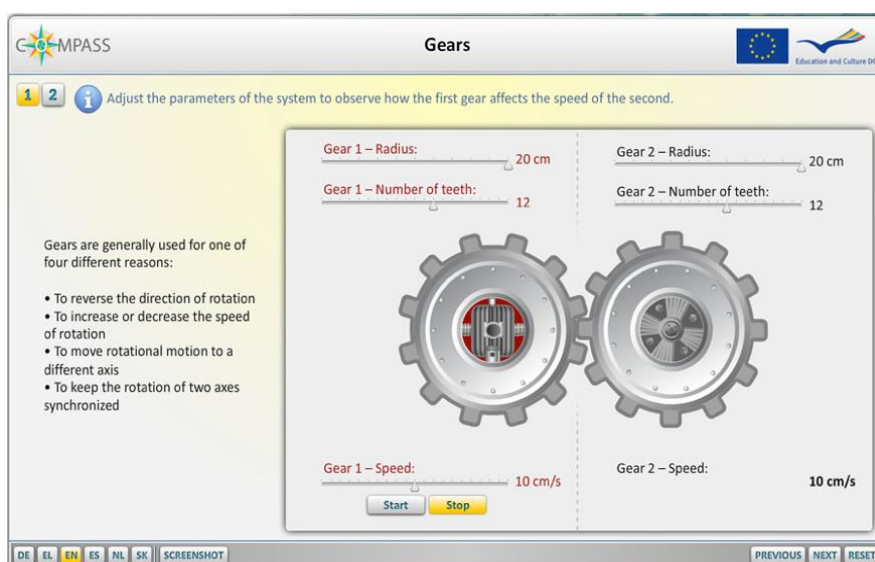 COMPASS
Gears
Education and Culture DG
1 2 i Adjust the parameters of the system to observe how the first gear affects the speed of the second.
Gears are generally used for one of
four different reasons:
• To reverse the direction of rotation
• To increase or decrease the speed
of rotation
• To move rotational motion to a
different axis
• To keep the rotation of two axes
synchronized
Gear 1 – Radius:
20 cm
Gear 1 – Number of teeth:
12
Gear 2 – Radius:
20 cm
Gear 2 – Number of teeth:
12
Gear 1 – Speed:
10 cm/s
Start Stop
Gear 2 – Speed:
10 cm/s
DE EL EN ES NL SK SCREENSHOT PREVIOUS NEXT RESET